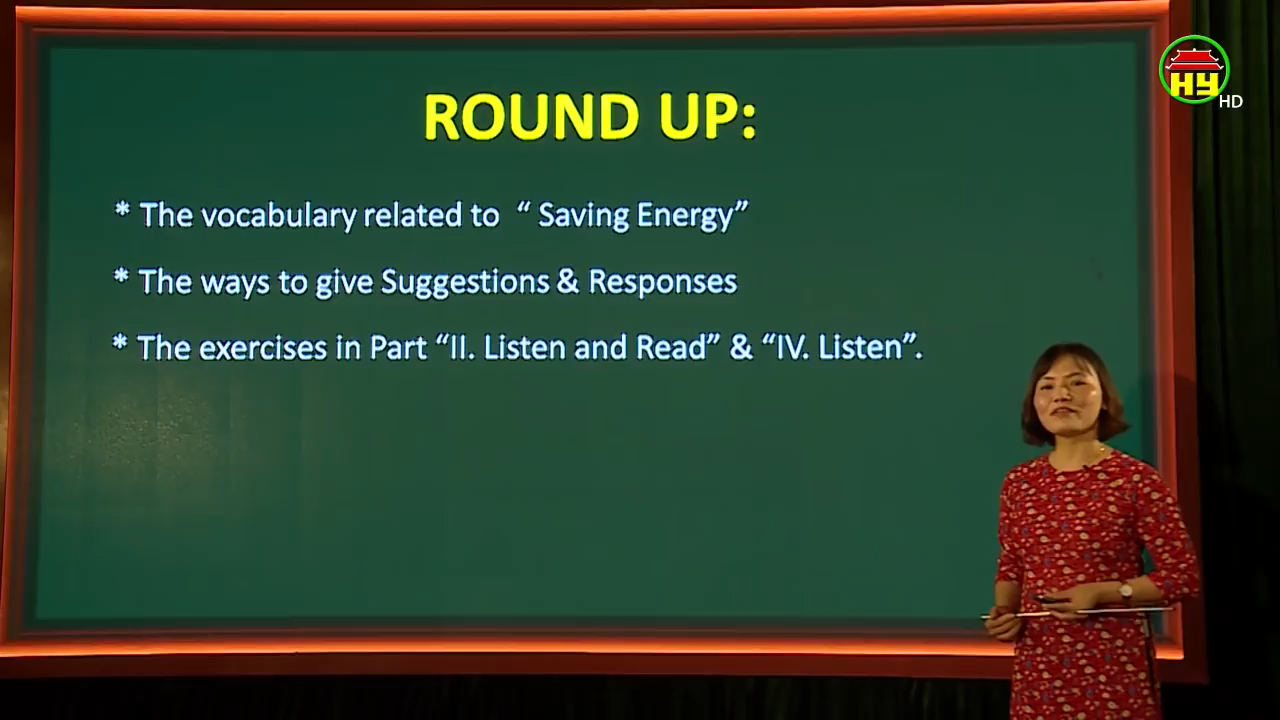 ROUND UP:
* The vocabulary related to “ Saving Energy”
* The ways to give Suggestions & Responses
* The exercises in Part “II. Listen and Read” & “IV. Listen”.
HY
HD